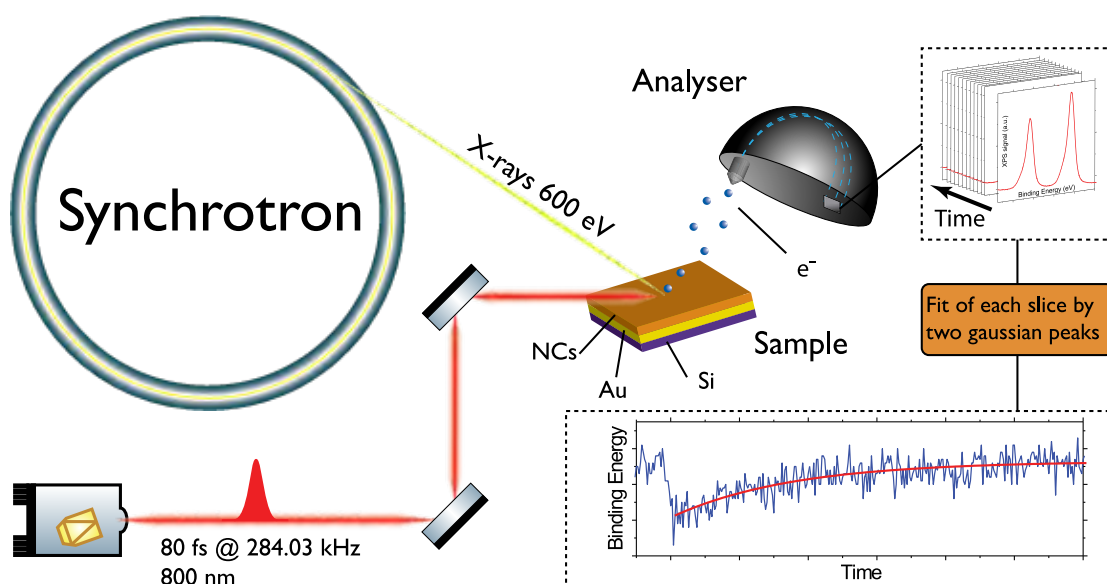 Synchrotron
X-rays 600 eV
Analyser
e⁻
XPS signal (a.u.)
Binding Energy (eV)
Time
Fit of each slice by
two gaussian peaks
NCs
Au
Si
Sample
80 fs @ 284.03 kHz
800 nm
Binding Energy
Time